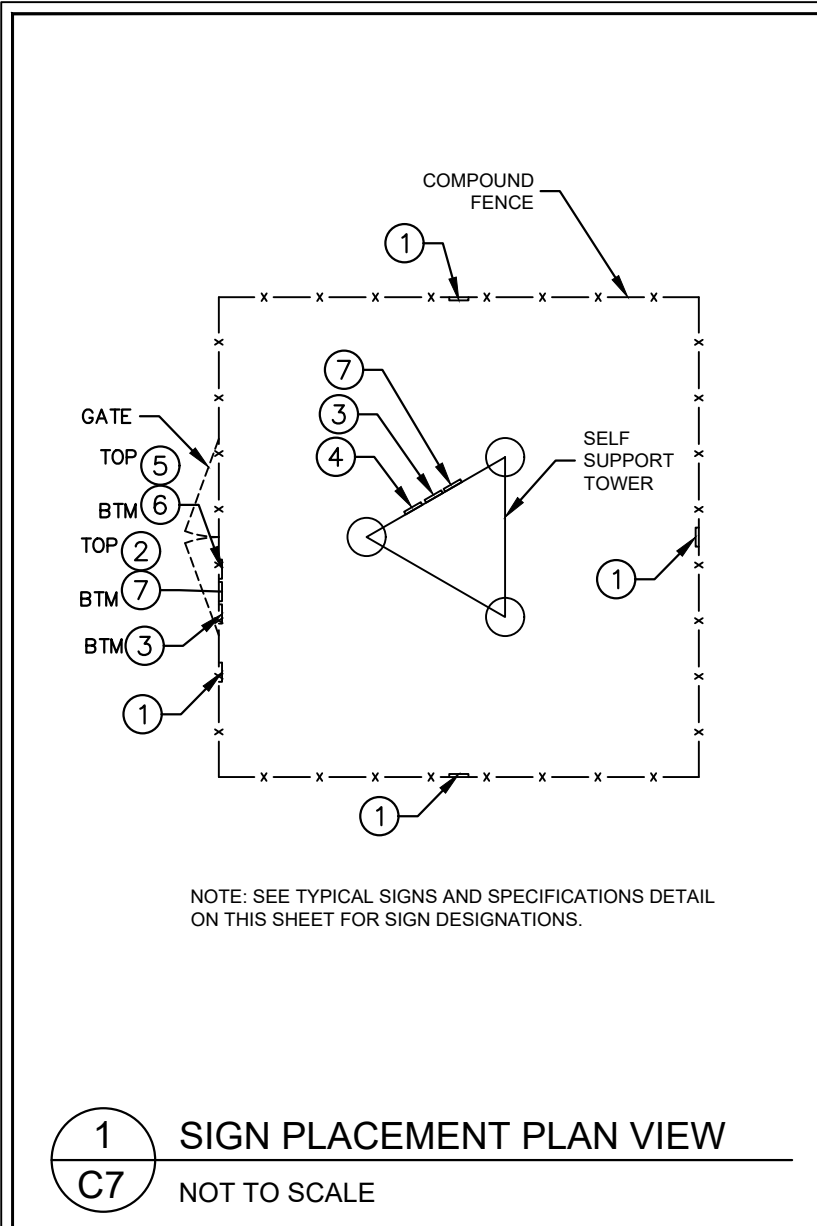 COMPOUND
FENCE
1
7
3
4
GATE
TOP 5
BTM 6
TOP 2
BTM 7
BTM 3
1
SELF
SUPPORT
TOWER
1
1
NOTE: SEE TYPICAL SIGNS AND SPECIFICATIONS DETAIL
ON THIS SHEET FOR SIGN DESIGNATIONS.
1
C7
SIGN PLACEMENT PLAN VIEW
NOT TO SCALE